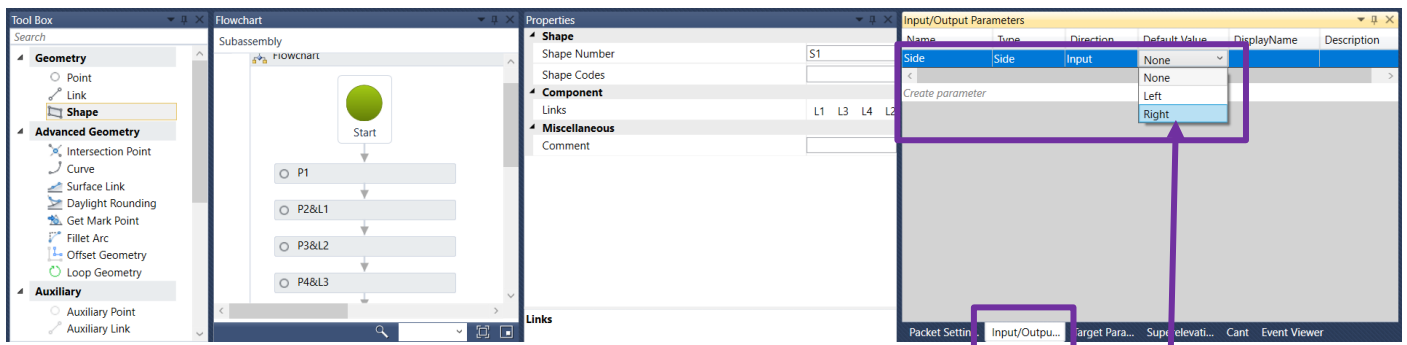 Tool Box
Search
Geometry
Point
Link
Shape
Advanced Geometry
Intersection Point
Curve
Surface Link
Daylight Rounding
Get Mark Point
Fillet Arc
Offset Geometry
Loop Geometry
Auxiliary
Auxiliary Point
Auxiliary Link
Flowchart
Subassembly
Flowchart
Start
P1
P2&L1
P3&L2
P4&L3
Properties
Shape
Shape Number S1
Shape Codes
Component
Links L1 L3 L4 L2
Miscellaneous
Comment
Links
Input/Output Parameters
Name Type Direction Default Value DisplayName Description
Side Side Input None
None
Create parameter
Left
Right
Packet Settin... Input/Outpu... Target Para... Superelevati... Cant Event Viewer